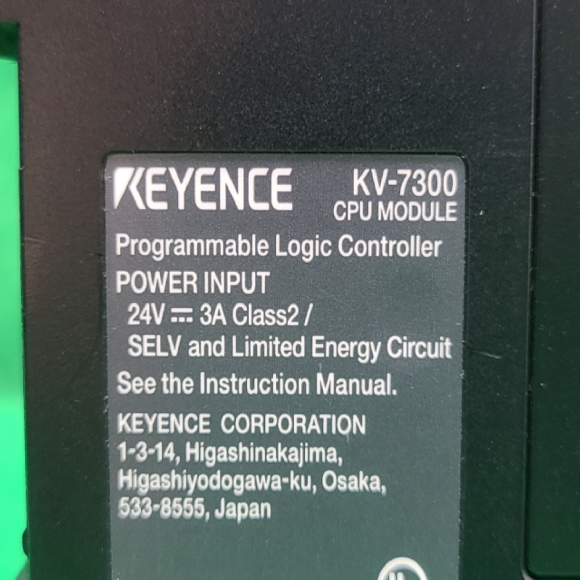 KEYENCE KV-7300
CPU MODULE
Programmable Logic Controller
POWER INPUT
24V ⎓ 3A Class2 /
SELV and Limited Energy Circuit
See the Instruction Manual.
KEYENCE CORPORATION
1-3-14, Higashinakajima,
Higashiyodogawa-ku, Osaka,
533-8555, Japan